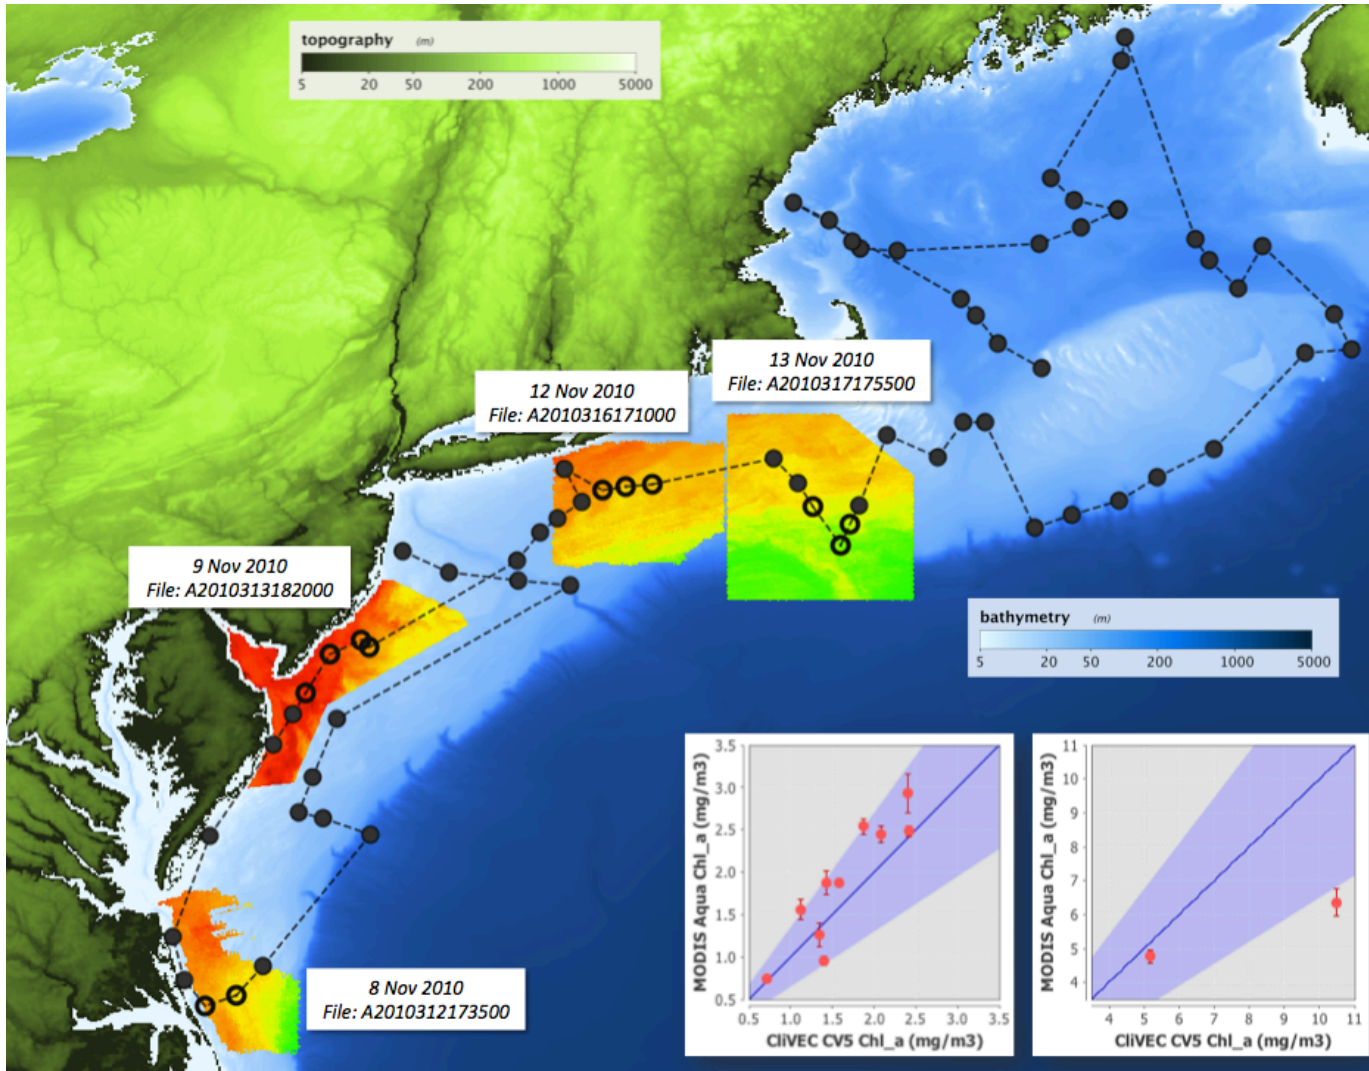 topography (m)
5 20 50 200 1000 5000
13 Nov 2010
File: A2010317175500
12 Nov 2010
File: A2010316171000
9 Nov 2010
File: A2010313182000
bathymetry (m)
5 20 50 200 1000 5000
8 Nov 2010
File: A2010312173500
MODIS Aqua Chl_a (mg/m3)
3.5
3.0
2.5
2.0
1.5
1.0
0.5
0.5 1.0 1.5 2.0 2.5 3.0 3.5
CliVEC CV5 Chl_a (mg/m3)
MODIS Aqua Chl_a (mg/m3)
11
10
9
8
7
6
5
4
4 5 6 7 8 9 10 11
CliVEC CV5 Chl_a (mg/m3)